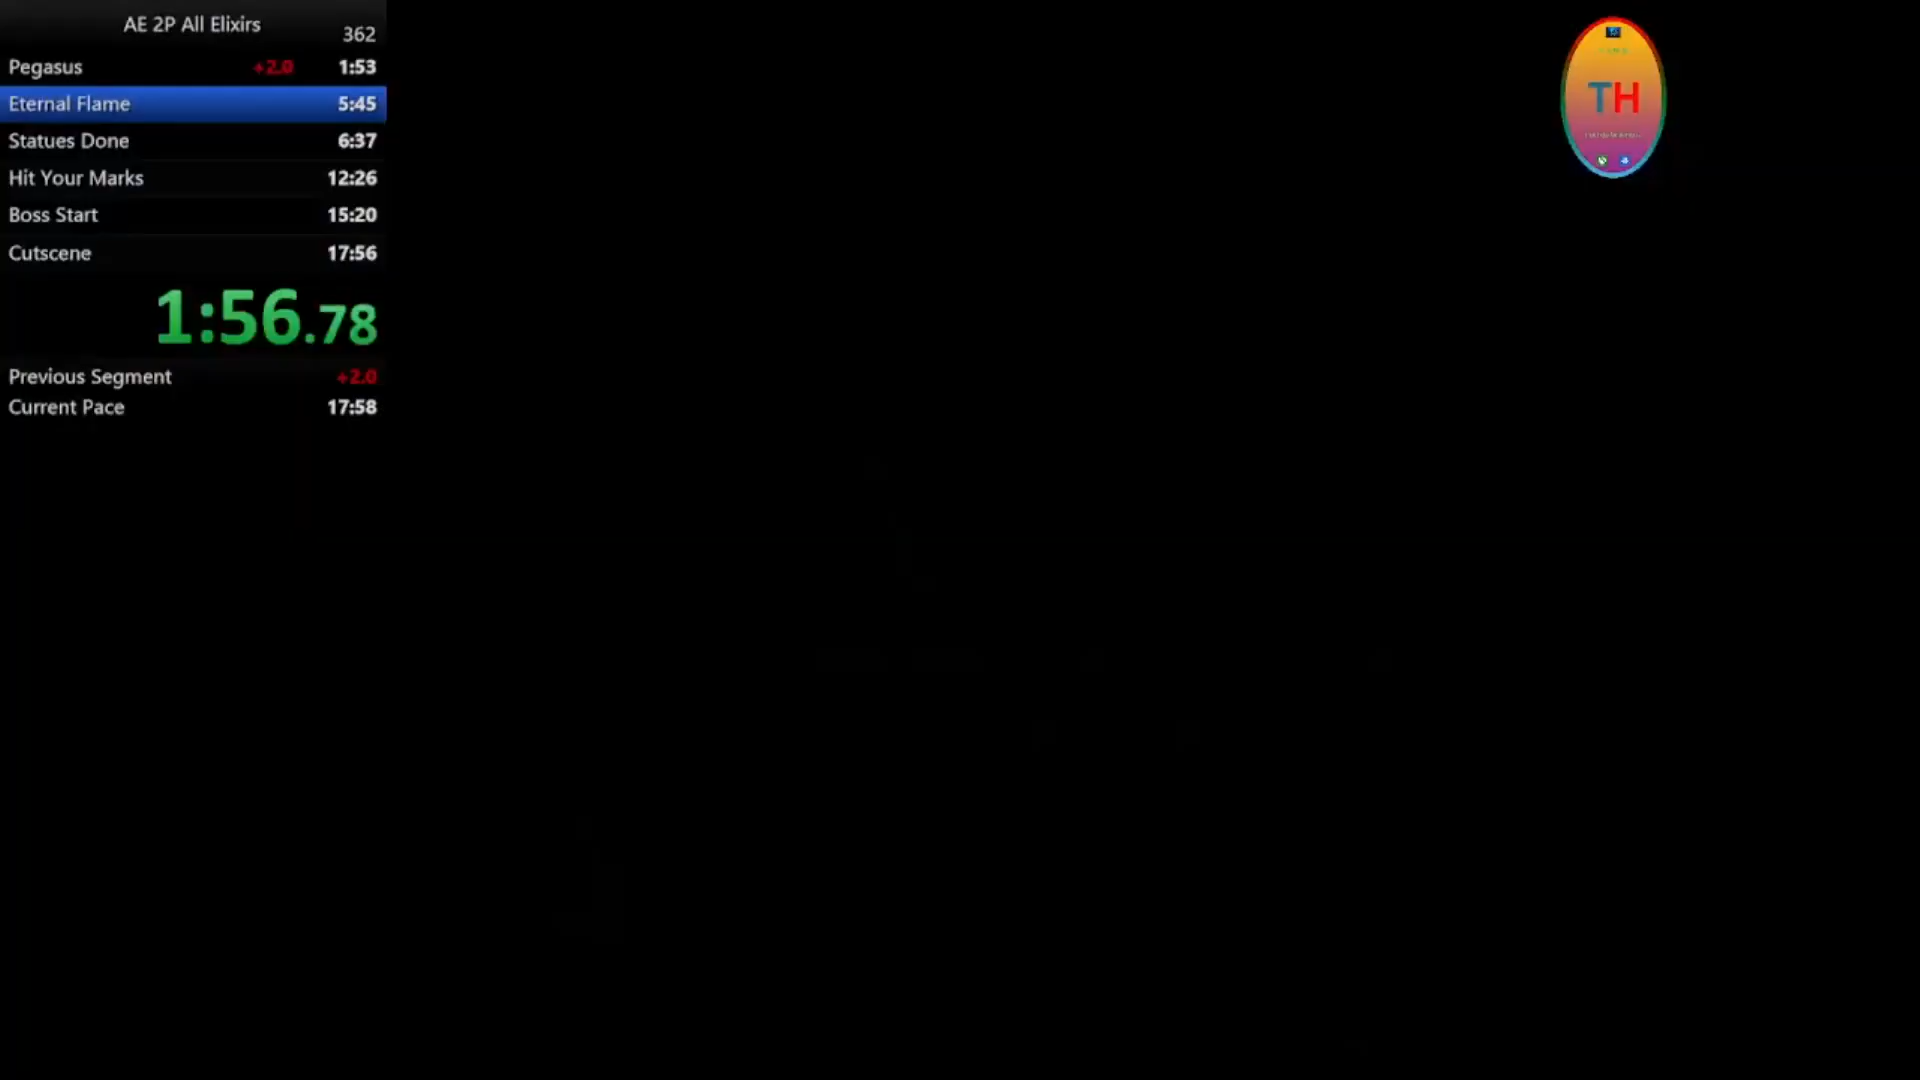 AE 2P All Elixirs
362
Pegasus +2.0 1:53
Eternal Flame 5:45
Statues Done 6:37
Hit Your Marks 12:26
Boss Start 15:20
Cutscene 17:56
1:56.78
Previous Segment +2.0
Current Pace 17:58
TH